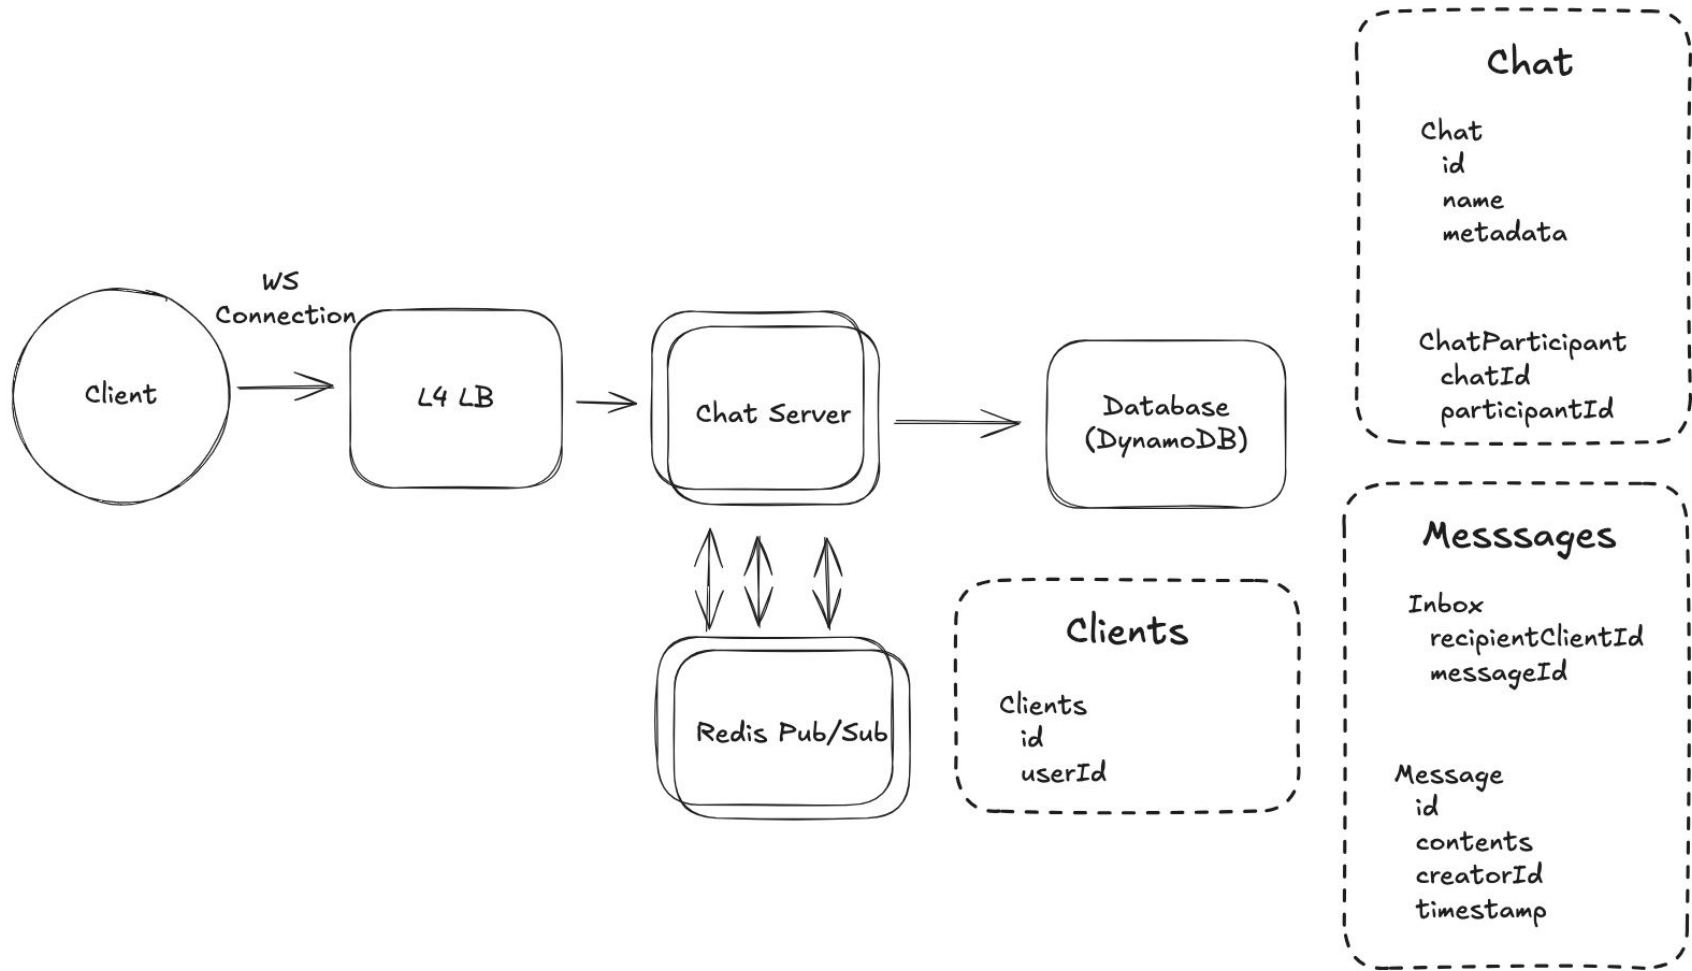 WS
Connection
Client
L4 LB
Chat Server
Database
(DynamoDB)
Redis Pub/Sub
Clients
Clients
id
userId
Chat
Chat
id
name
metadata
ChatParticipant
chatId
participantId
Messsages
Inbox
recipientClientId
messageId
Message
id
contents
creatorId
timestamp